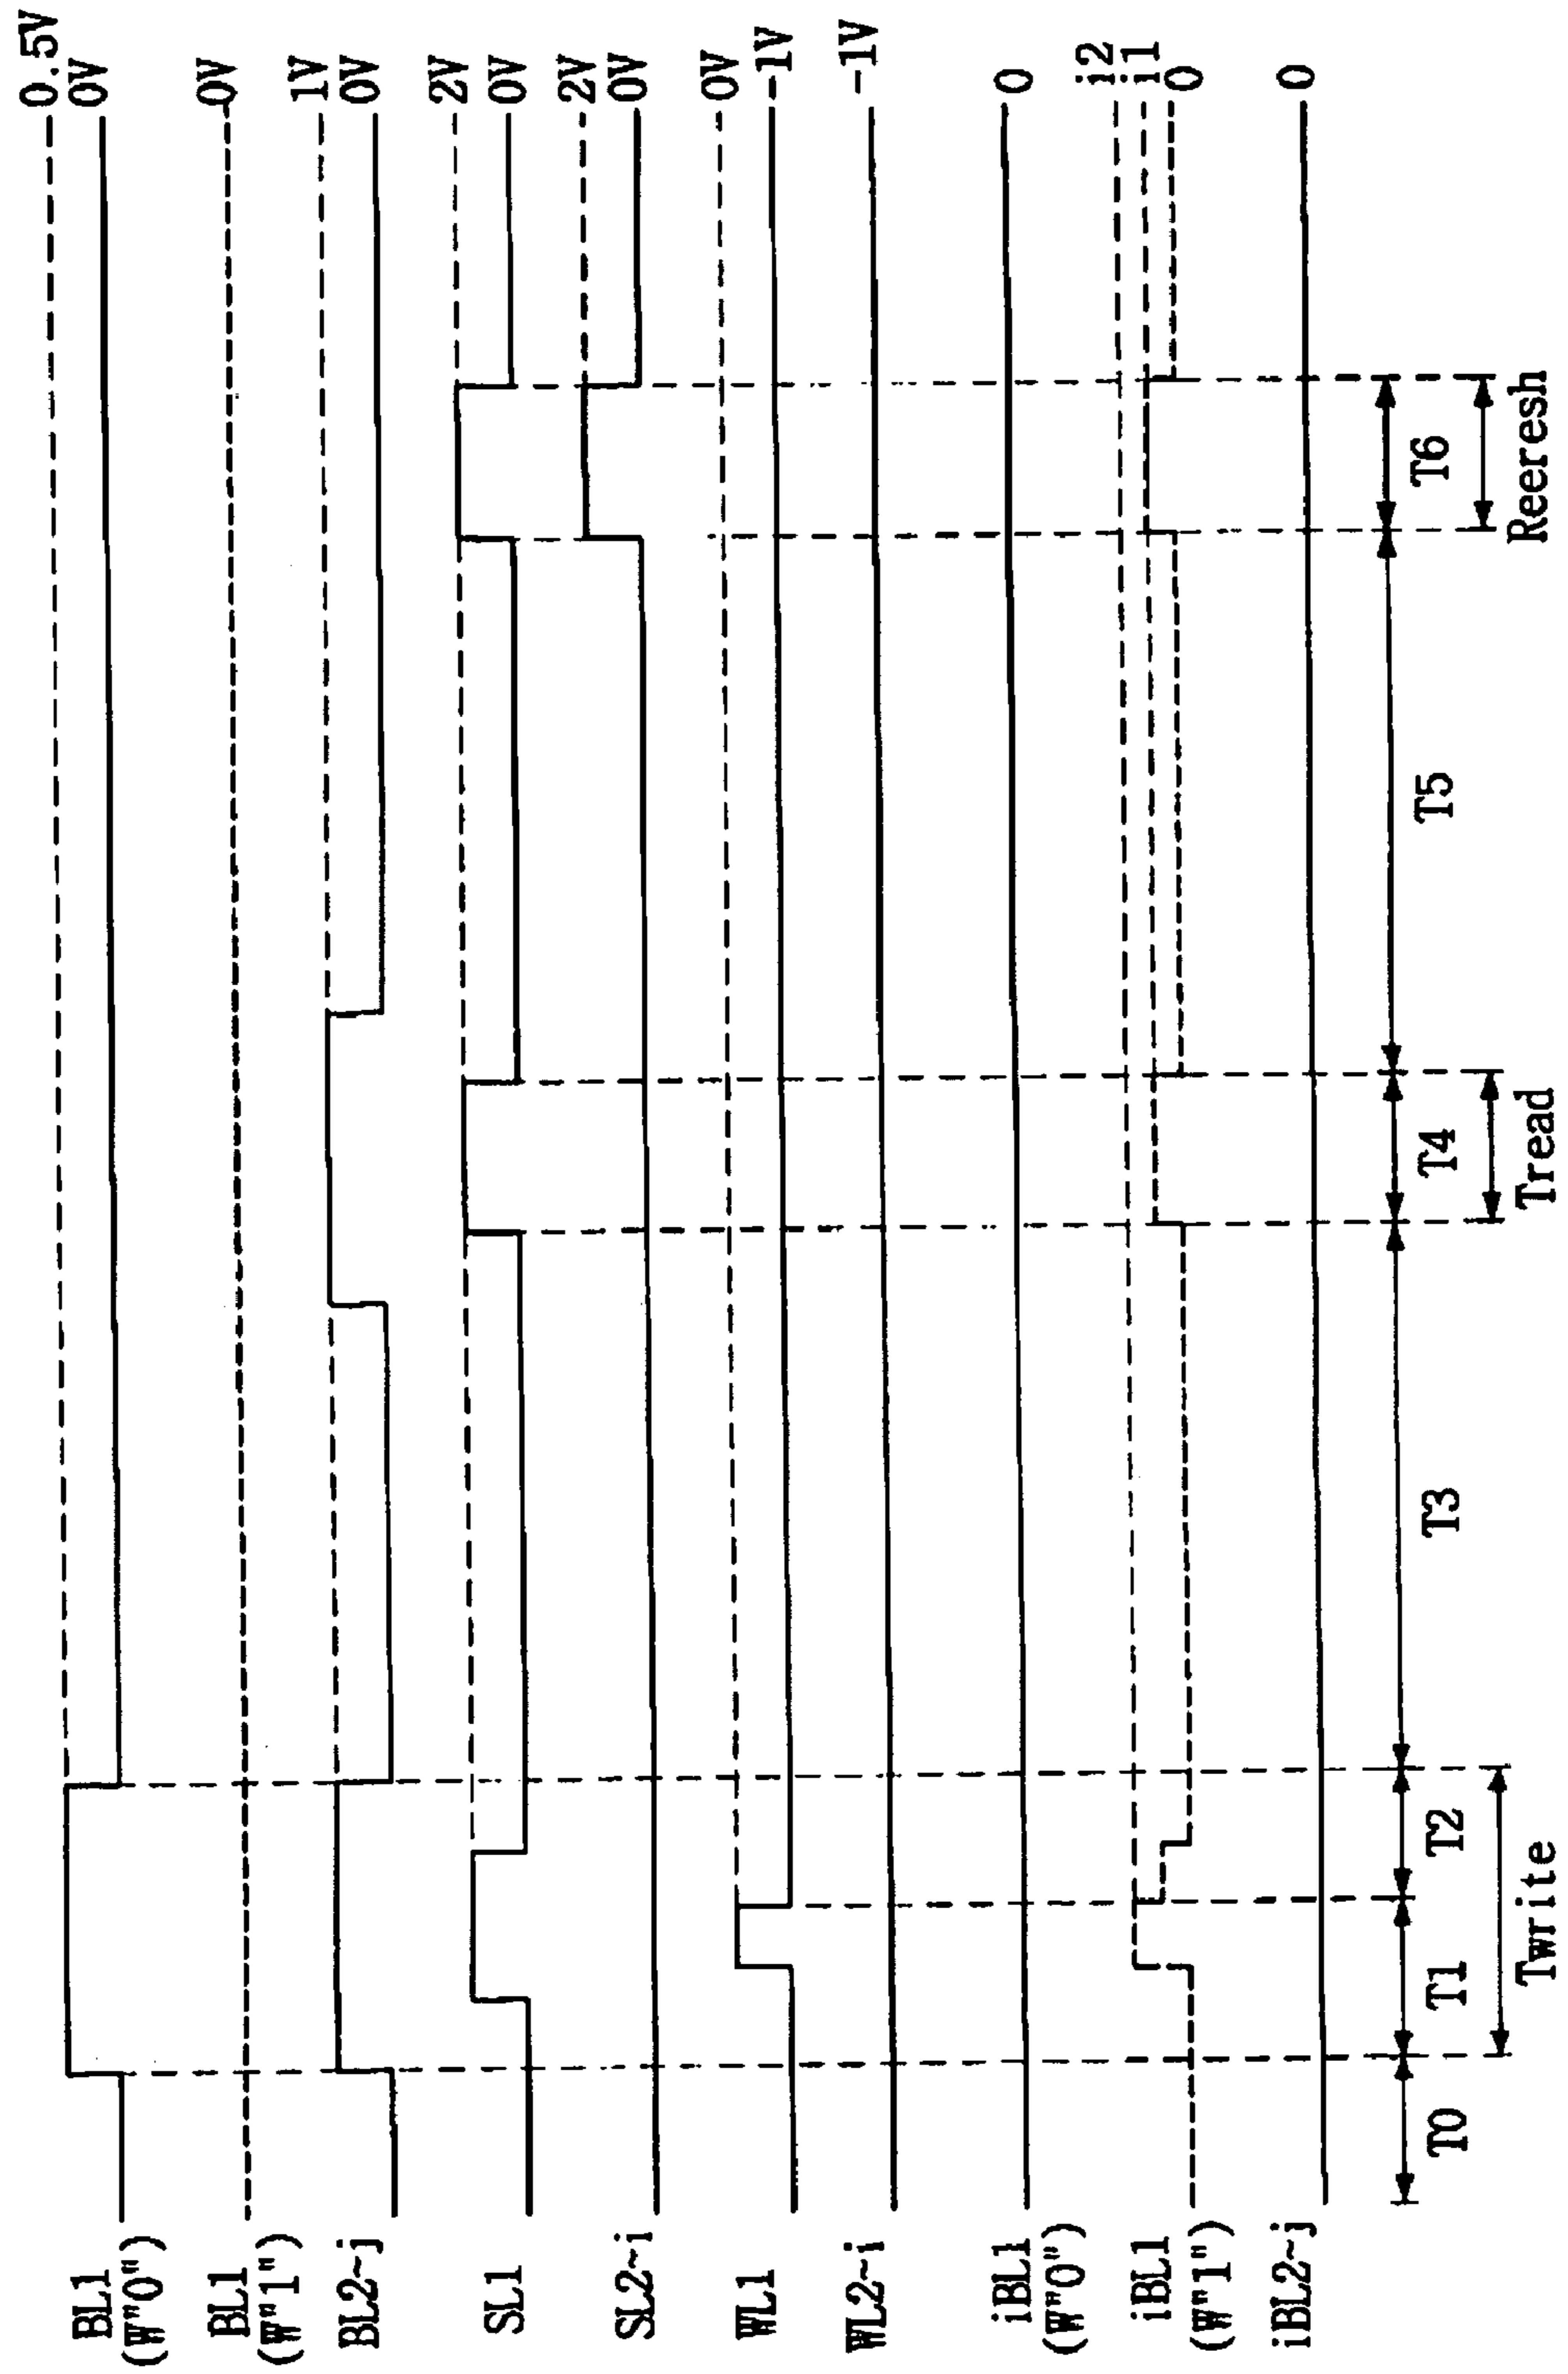 BL1
(W"0")
0.5V
0V
BL1
(W"1")
0V
BL2~j
1V
0V
SL1
2V
0V
SL2~i
2V
0V
WL1
0V
-1V
WL2~i
-1V
iBL1
(W"0")
0
iBL1
(W"1")
i2
i1
0
iBL2~j
0
T0
T1
T2
T3
T4
T5
T6
Twrite
Tread
Reeresh